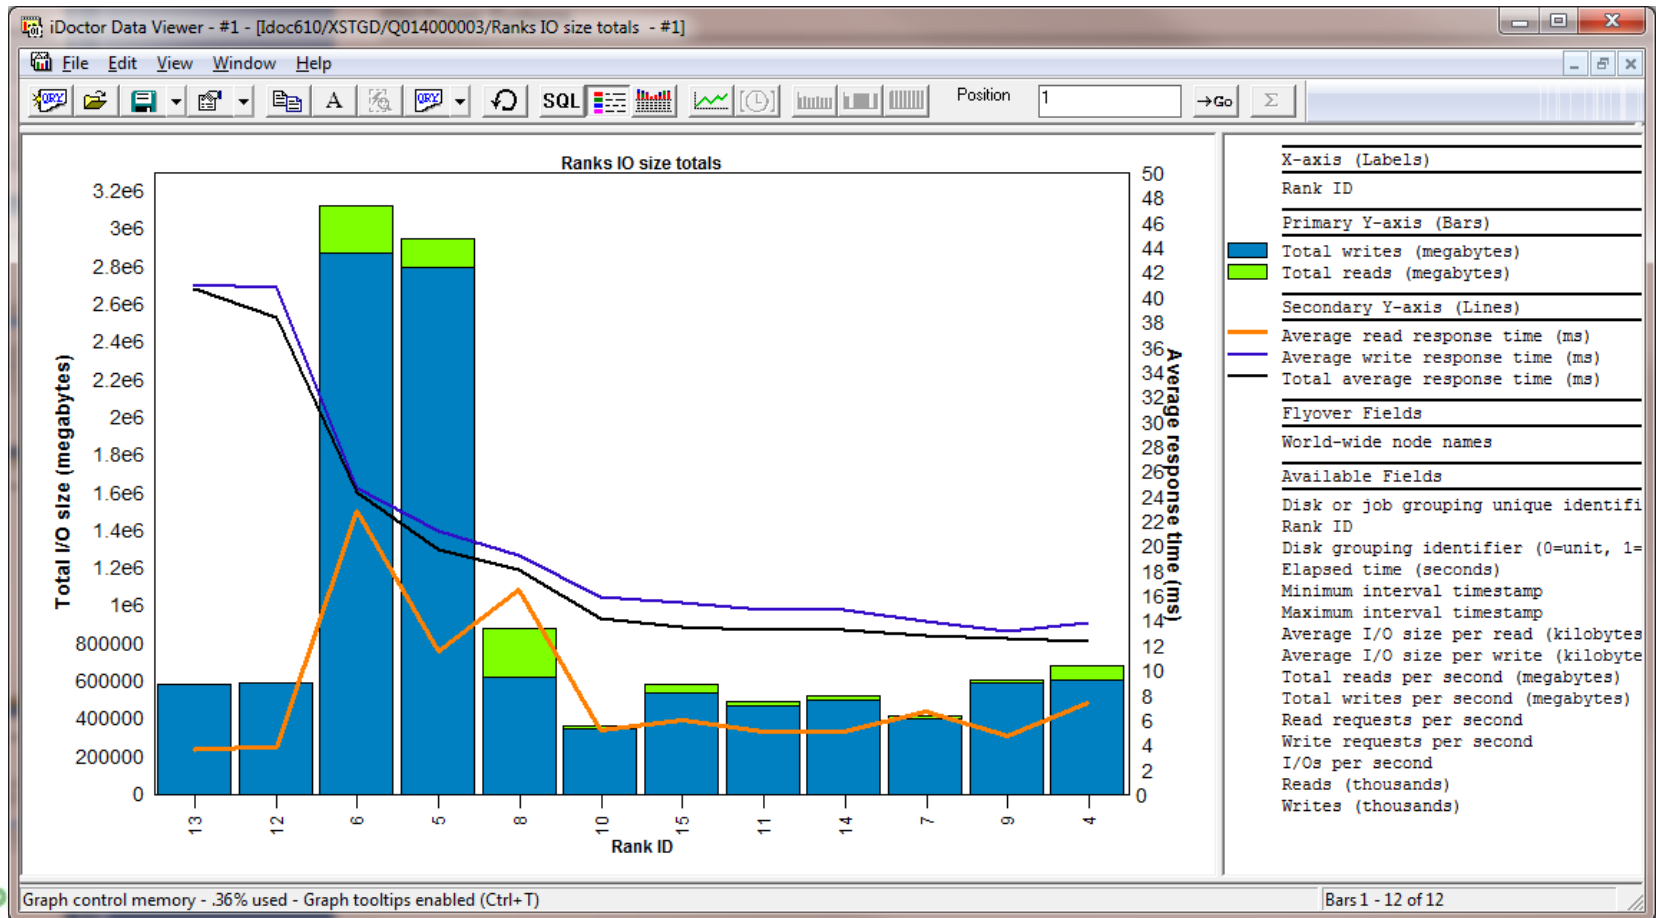 iDoctor Data Viewer - #1 - [Idoc610/XSTGD/Q014000003/Ranks IO size totals - #1]
File Edit View Window Help
QRY A QRY SQL Position 1 →Go Σ
Ranks IO size totals
Total I/O size (megabytes)
3.2e6
3e6
2.8e6
2.6e6
2.4e6
2.2e6
2e6
1.8e6
1.6e6
1.4e6
1.2e6
1e6
800000
600000
400000
200000
0
50
48
46
44
42
40
38
36
34
32
30
28
26
24
22
20
18
16
14
12
10
8
6
4
2
0
Average response time (ms)
13 12 6 5 8 10 15 11 14 7 9 4
Rank ID
X-axis (Labels)
Rank ID
Primary Y-axis (Bars)
Total writes (megabytes)
Total reads (megabytes)
Secondary Y-axis (Lines)
Average read response time (ms)
Average write response time (ms)
Total average response time (ms)
Flyover Fields
World-wide node names
Available Fields
Disk or job grouping unique identifi
Rank ID
Disk grouping identifier (0=unit, 1=
Elapsed time (seconds)
Minimum interval timestamp
Maximum interval timestamp
Average I/O size per read (kilobytes
Average I/O size per write (kilobyte
Total reads per second (megabytes)
Total writes per second (megabytes)
Read requests per second
Write requests per second
I/Os per second
Reads (thousands)
Writes (thousands)
Graph control memory - .36% used - Graph tooltips enabled (Ctrl+T)
Bars 1 - 12 of 12